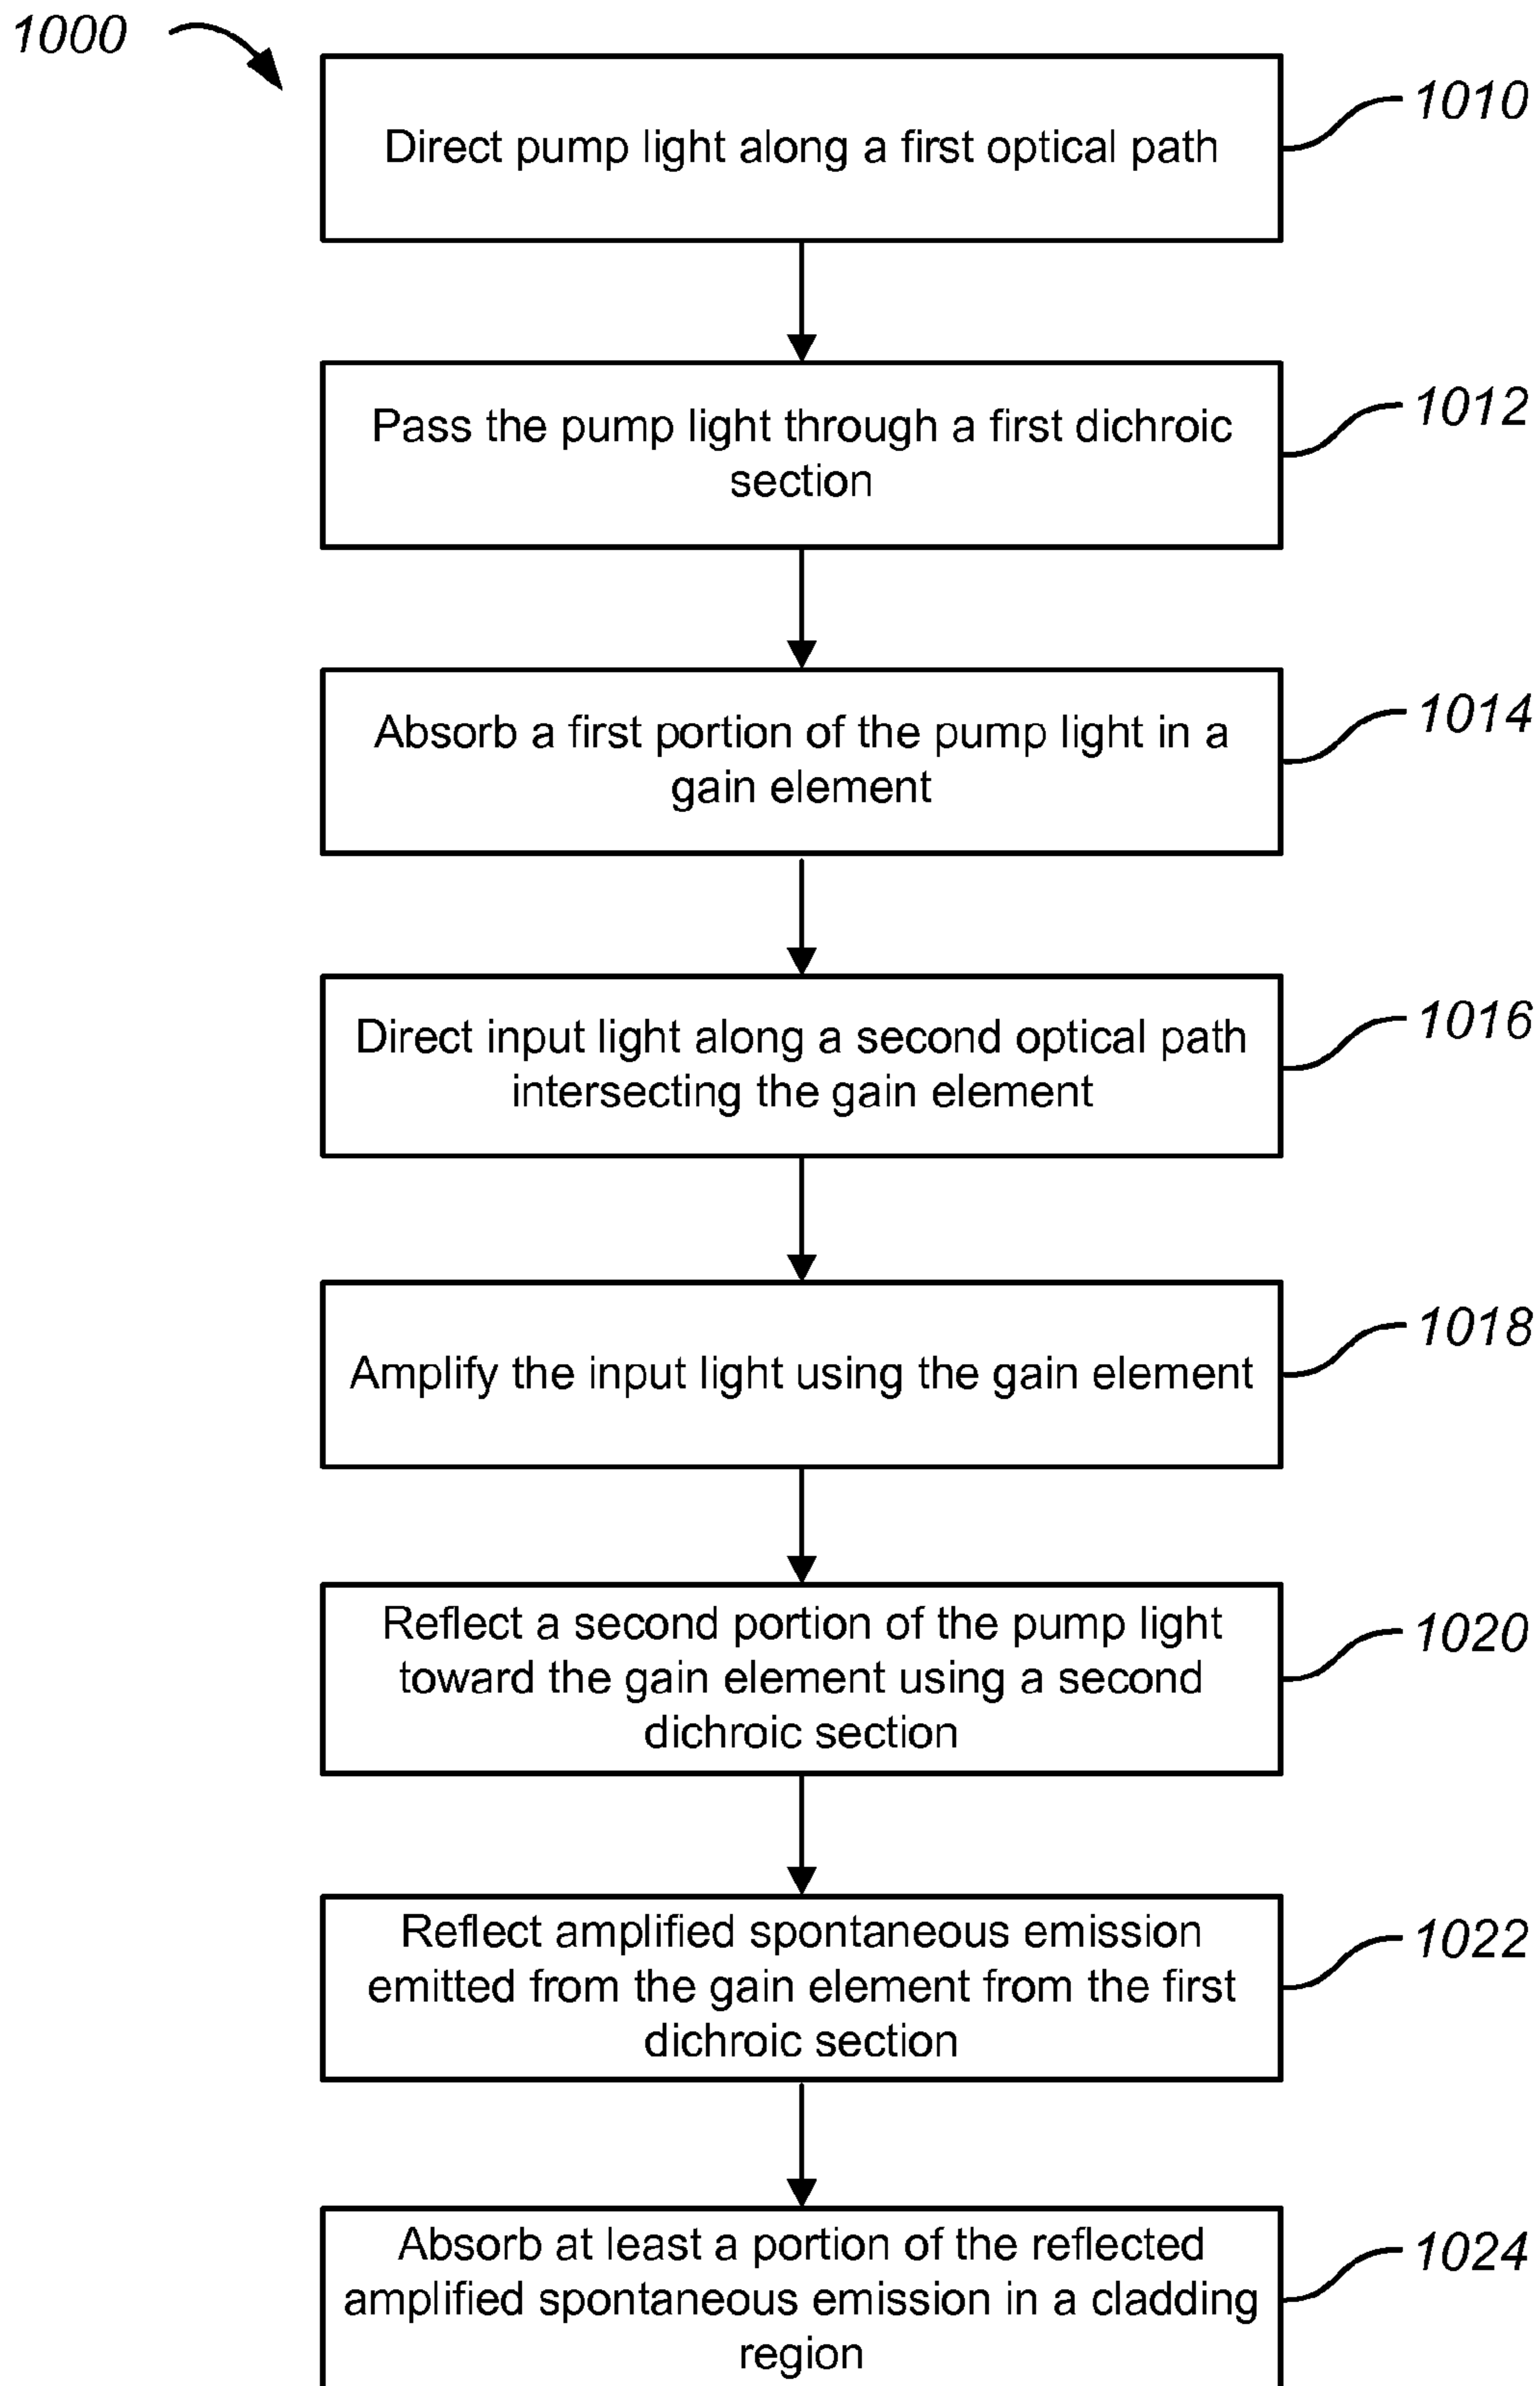 1000
Direct pump light along a first optical path
1010
Pass the pump light through a first dichroic
section
1012
Absorb a first portion of the pump light in a
gain element
1014
Direct input light along a second optical path
intersecting the gain element
1016
Amplify the input light using the gain element
1018
Reflect a second portion of the pump light
toward the gain element using a second
dichroic section
1020
Reflect amplified spontaneous emission
emitted from the gain element from the first
dichroic section
1022
Absorb at least a portion of the reflected
amplified spontaneous emission in a cladding
region
1024